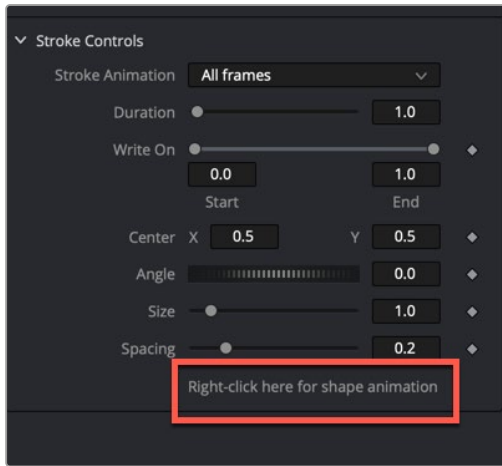 Stroke Controls
Stroke Animation All frames
Duration 1.0
Write On
0.0 1.0
Start End
Center X 0.5 Y 0.5
Angle 0.0
Size 1.0
Spacing 0.2
Right-click here for shape animation